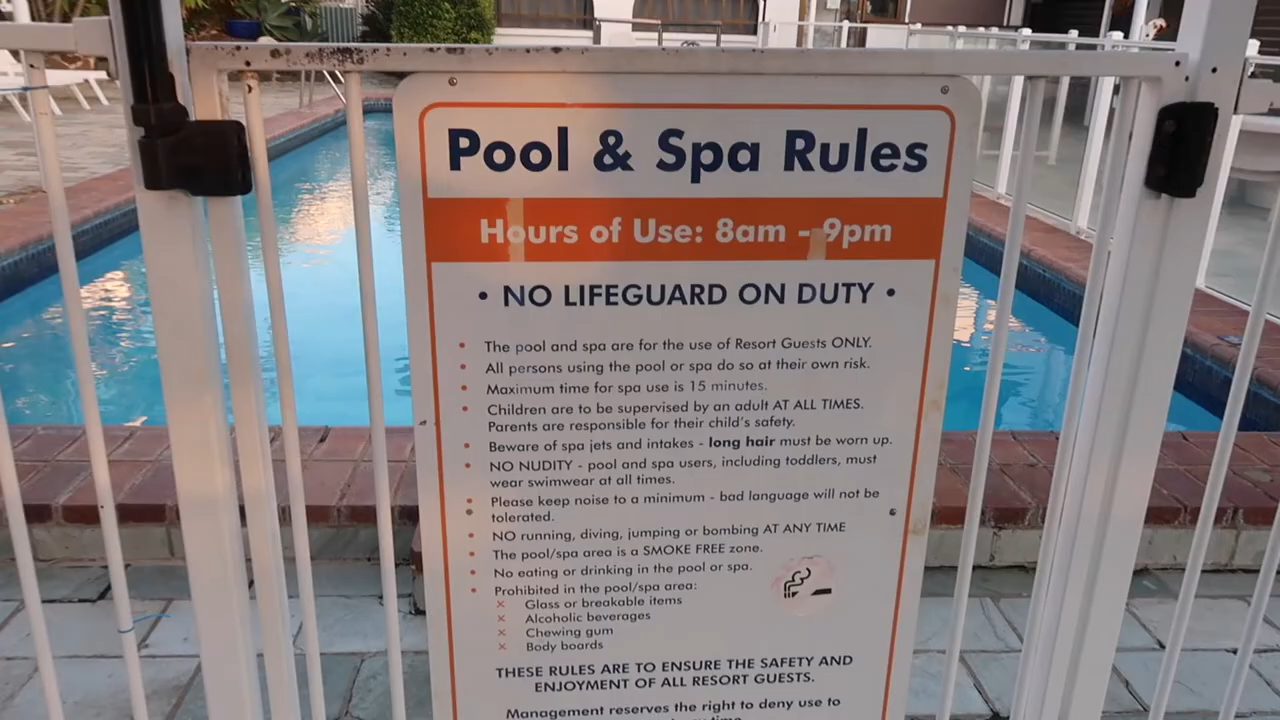 Pool & Spa Rules
Hours of Use: 8am - 9pm
• NO LIFEGUARD ON DUTY •
• The pool and spa are for the use of Resort Guests ONLY.
• All persons using the pool or spa do so at their own risk.
• Maximum time for spa use is 15 minutes.
• Children are to be supervised by an adult AT ALL TIMES.
Parents are responsible for their child's safety.
• Beware of spa jets and intakes - long hair must be worn up.
• NO NUDITY - pool and spa users, including toddlers, must
wear swimwear at all times.
• Please keep noise to a minimum - bad language will not be
• tolerated.
• NO running, diving, jumping or bombing AT ANY TIME
• The pool/spa area is a SMOKE FREE zone.
• No eating or drinking in the pool or spa.
• Prohibited in the pool/spa area:
× Glass or breakable items
× Alcoholic beverages
× Chewing gum
× Body boards
THESE RULES ARE TO ENSURE THE SAFETY AND
ENJOYMENT OF ALL RESORT GUESTS.
Management reserves the right to deny use to
time